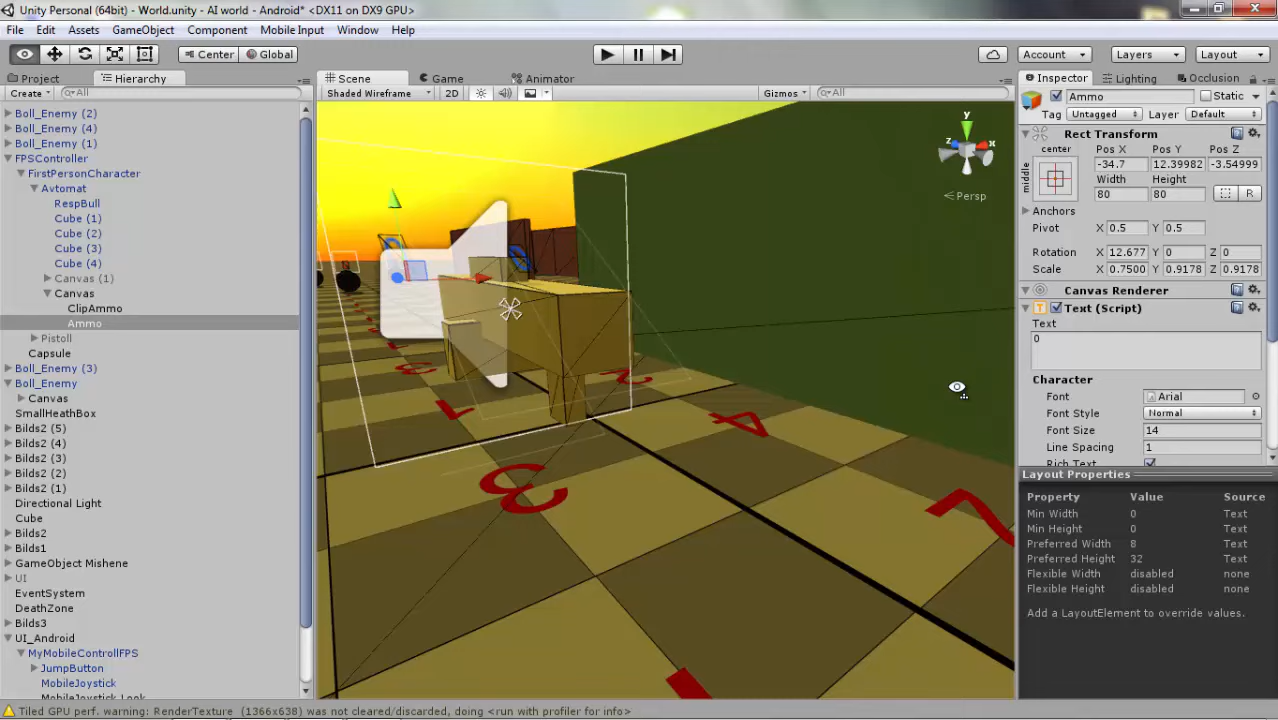 Unity Personal (64bit) - World.unity - AI world - Android* <DX11 on DX9 GPU>
File Edit Assets GameObject Component Mobile Input Window Help
Center Global Account Layers Layout
Project Hierarchy Scene Game Animator Inspector Lighting Occlusion
Create All Shaded Wireframe 2D Gizmos All Ammo Static
Boll_Enemy (2)
Boll_Enemy (4)
Boll_Enemy (1)
FPSController
FirstPersonCharacter
Avtomat
RespBull
Cube (1)
Cube (2)
Cube (3)
Cube (4)
Canvas (1)
Canvas
ClipAmmo
Ammo
Pistoll
Capsule
Boll_Enemy (3)
Boll_Enemy
Canvas
SmallHeathBox
Bilds2 (5)
Bilds2 (4)
Bilds2 (3)
Bilds2 (2)
Bilds2 (1)
Directional Light
Cube
Bilds2
Bilds1
GameObject Mishene
UI
EventSystem
DeathZone
Bilds3
UI_Android
MyMobileControllFPS
JumpButton
MobileJoystick
MobileJoystick Look
y
z x
Persp
2
1
4
3
2
Tag Untagged Layer Default
Rect Transform
center Pos X Pos Y Pos Z
middle -34.7 12.39982 -3.54999
Width Height
80 80 R
Anchors
Pivot X 0.5 Y 0.5
Rotation X 12.677 Y 0 Z 0
Scale X 0.7500 Y 0.9178 Z 0.9178
Canvas Renderer
Text (Script)
Text
0
Character
Font Arial
Font Style Normal
Font Size 14
Line Spacing 1
Rich Text
Layout Properties
Property Value Source
Min Width 0 Text
Min Height 0 Text
Preferred Width 8 Text
Preferred Height 32 Text
Flexible Width disabled none
Flexible Height disabled none
Add a LayoutElement to override values.
Tiled GPU perf. warning: RenderTexture (1366x638) was not cleared/discarded, doing <run with profiler for info>